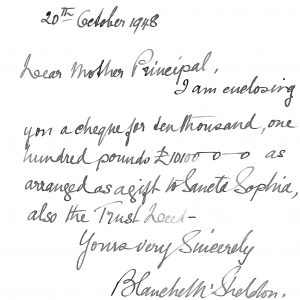 20th October 1948
Dear Mother Principal,
I am enclosing
you a cheque for ten thousand, one
hundred pounds £10100-0-0 as
arranged as a gift to Sancta Sophia,
also the Trust Deed-
Yours very Sincerely
Blanche M. Sheldon.